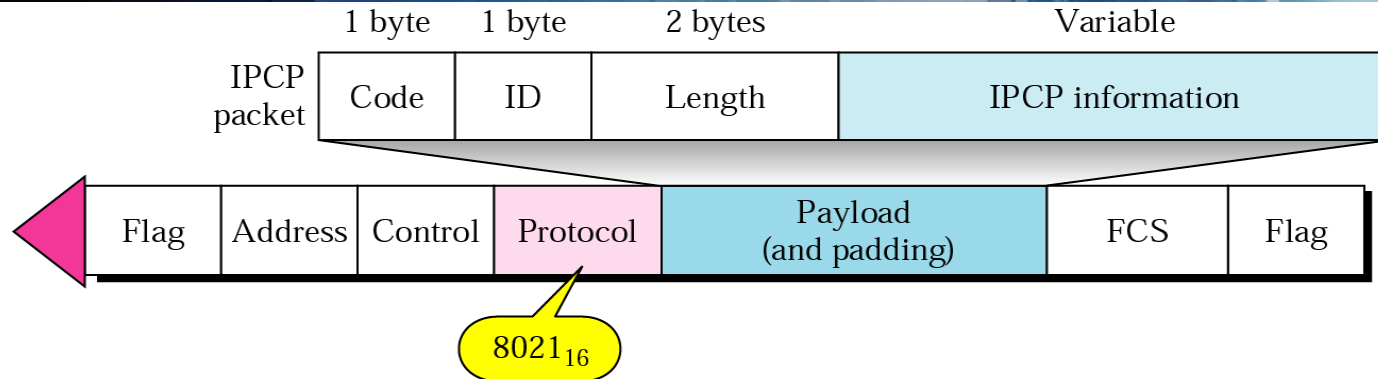 1 byte 1 byte 2 bytes Variable
IPCP
packet
Code ID Length IPCP information
Flag Address Control Protocol Payload
(and padding) FCS Flag
8021₁₆